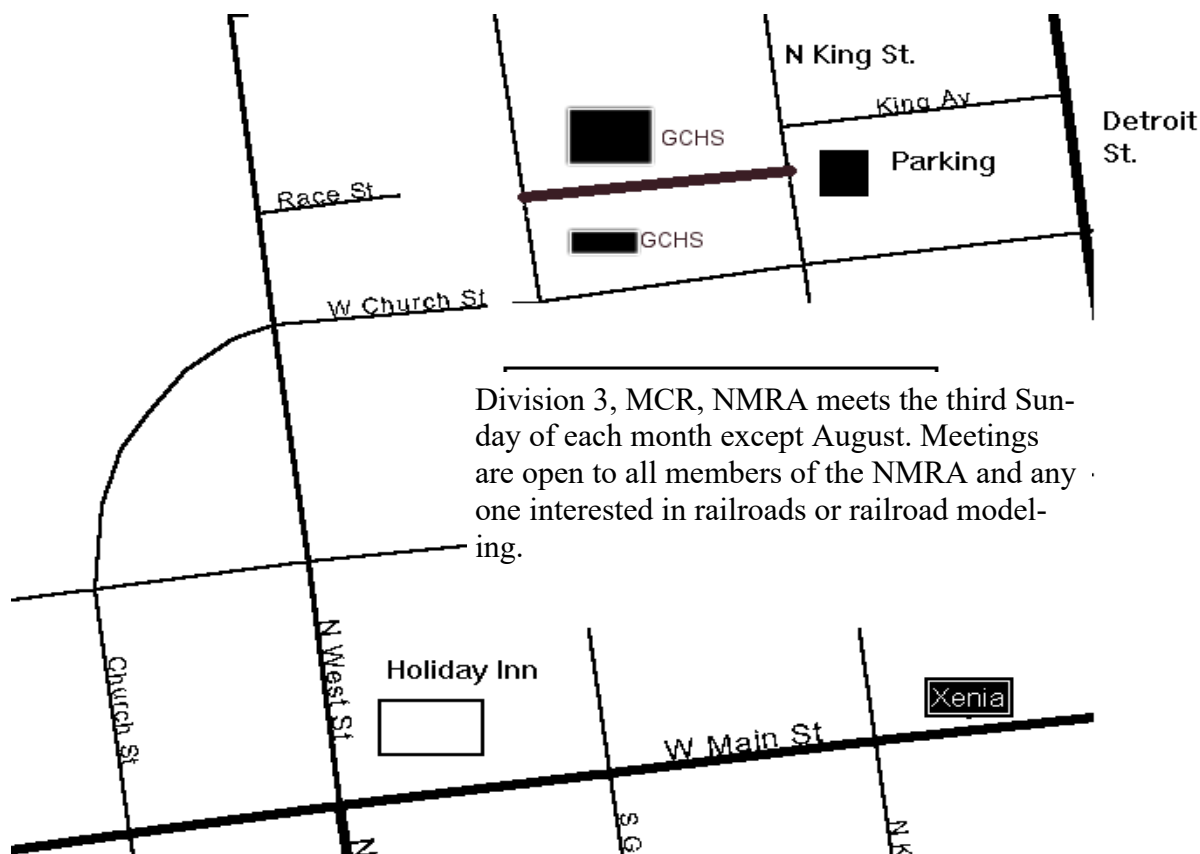 N King St.
King Av
Detroit
St.
GCHS
Parking
Race St
GCHS
W Church St
Division 3, MCR, NMRA meets the third Sun-
day of each month except August. Meetings
are open to all members of the NMRA and any
one interested in railroads or railroad model-
ing.
N West St
Church St
Holiday Inn
Xenia
W Main St
S G
N K
N